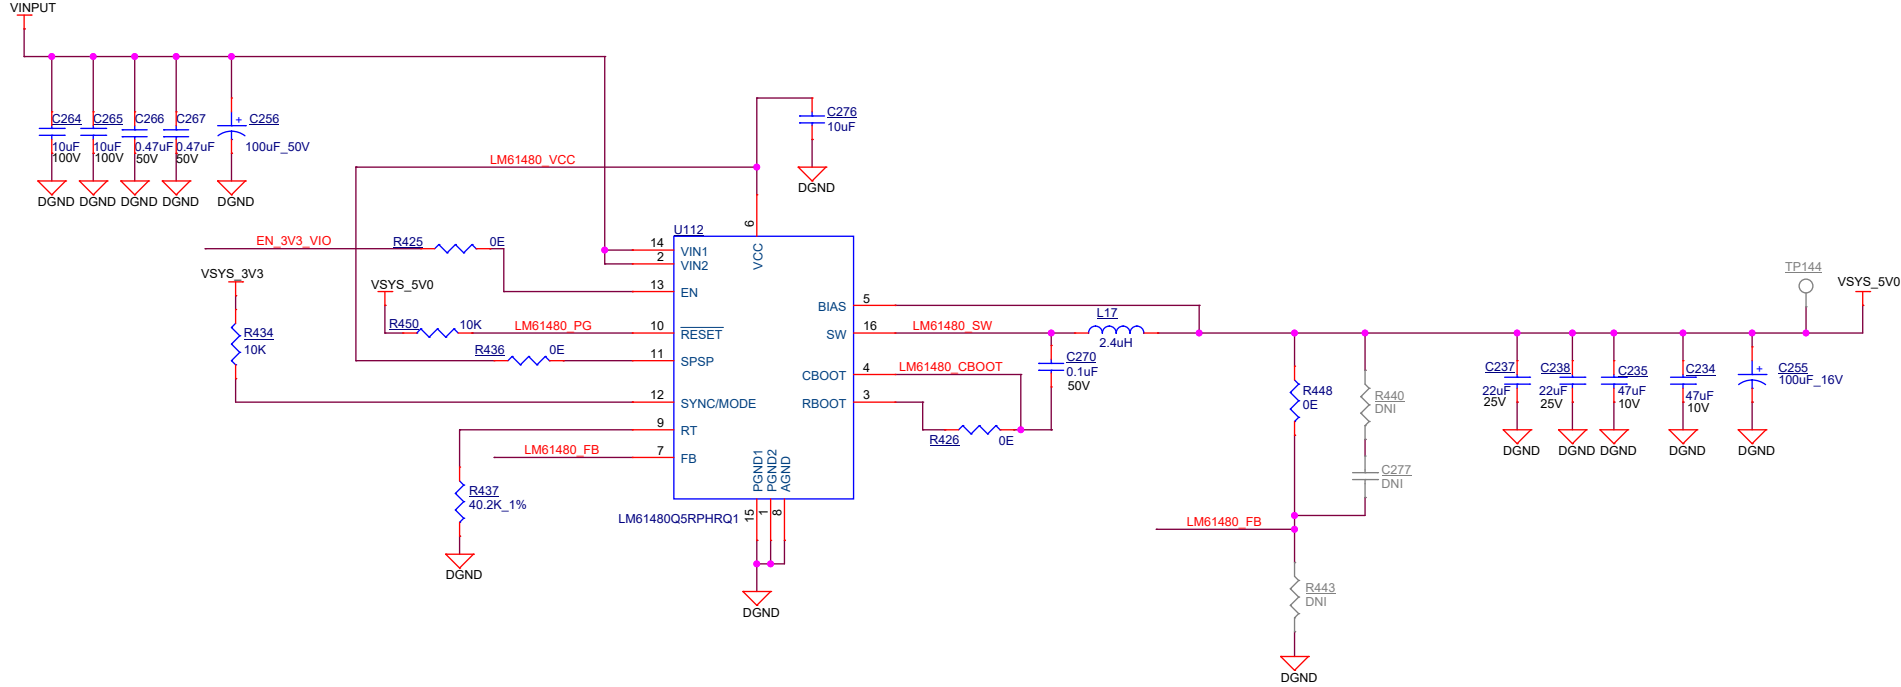 VINPUT
C264
10uF
100V
C265
10uF
100V
C266
0.47uF
50V
C267
0.47uF
50V
+
C256
100uF_50V
DGND
DGND
DGND
DGND
DGND
C276
10uF
DGND
LM61480_VCC
EN_3V3_VIO
R425
0E
VSYS_3V3
R434
10K
VSYS_5V0
R450
10K
LM61480_PG
R436
0E
U112
6
VCC
14
VIN1
2
VIN2
13
EN
10
RESET
11
SPSP
12
SYNC/MODE
9
RT
7
FB
LM61480_FB
R437
40.2K_1%
DGND
PGND1
PGND2
AGND
15
1
8
LM61480Q5RPHRQ1
DGND
BIAS
5
SW
16
CBOOT
4
RBOOT
3
LM61480_SW
L17
2.4uH
C270
0.1uF
50V
LM61480_CBOOT
R426
0E
R448
0E
R440
DNI
C277
DNI
LM61480_FB
R443
DNI
DGND
TP144
VSYS_5V0
C237
22uF
25V
C238
22uF
25V
C235
47uF
10V
C234
47uF
10V
+
C255
100uF_16V
DGND
DGND
DGND
DGND
DGND